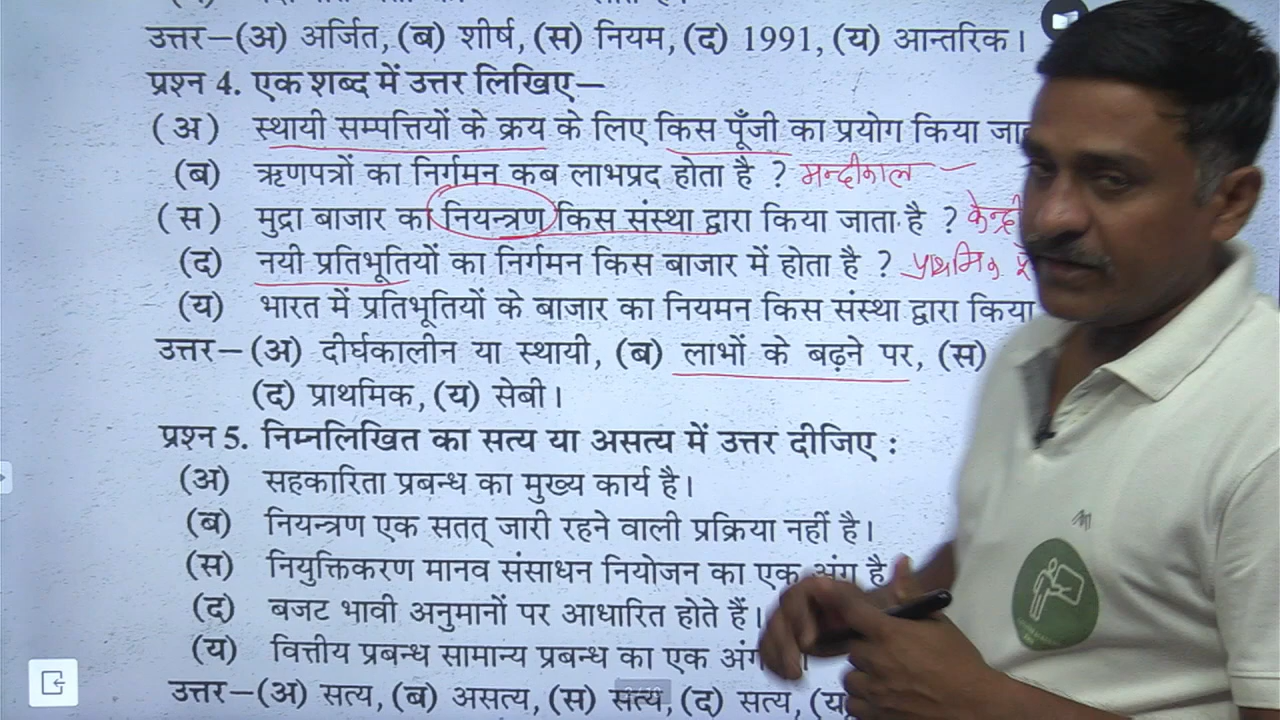 उत्तर–(अ) अर्जित, (ब) शीर्ष, (स) नियम, (द) 1991, (य) आन्तरिक।
प्रश्न 4. एक शब्द में उत्तर लिखिए–
(अ) स्थायी सम्पत्तियों के क्रय के लिए किस पूँजी का प्रयोग किया
(ब) ऋणपत्रों का निर्गमन कब लाभप्रद होता है ? मन्दीकाल
(स) मुद्रा बाजार का नियन्त्रण किस संस्था द्वारा किया जाता है ?
(द) नयी प्रतिभूतियों का निर्गमन किस बाजार में होता है ? प्राथमिक
(य) भारत में प्रतिभूतियों के बाजार का नियमन किस संस्था द्वारा किया
उत्तर–(अ) दीर्घकालीन या स्थायी, (ब) लाभों के बढ़ने पर, (स)
(द) प्राथमिक, (य) सेबी।
प्रश्न 5. निम्नलिखित का सत्य या असत्य में उत्तर दीजिए :
(अ) सहकारिता प्रबन्ध का मुख्य कार्य है।
(ब) नियन्त्रण एक सतत् जारी रहने वाली प्रक्रिया नहीं है।
(स) नियुक्तिकरण मानव संसाधन नियोजन का एक अंग है
(द) बजट भावी अनुमानों पर आधारित होते हैं।
(य) वित्तीय प्रबन्ध सामान्य प्रबन्ध का एक अंग
उत्तर–(अ) सत्य, (ब) असत्य, (स) सत्य, (द) सत्य, (य